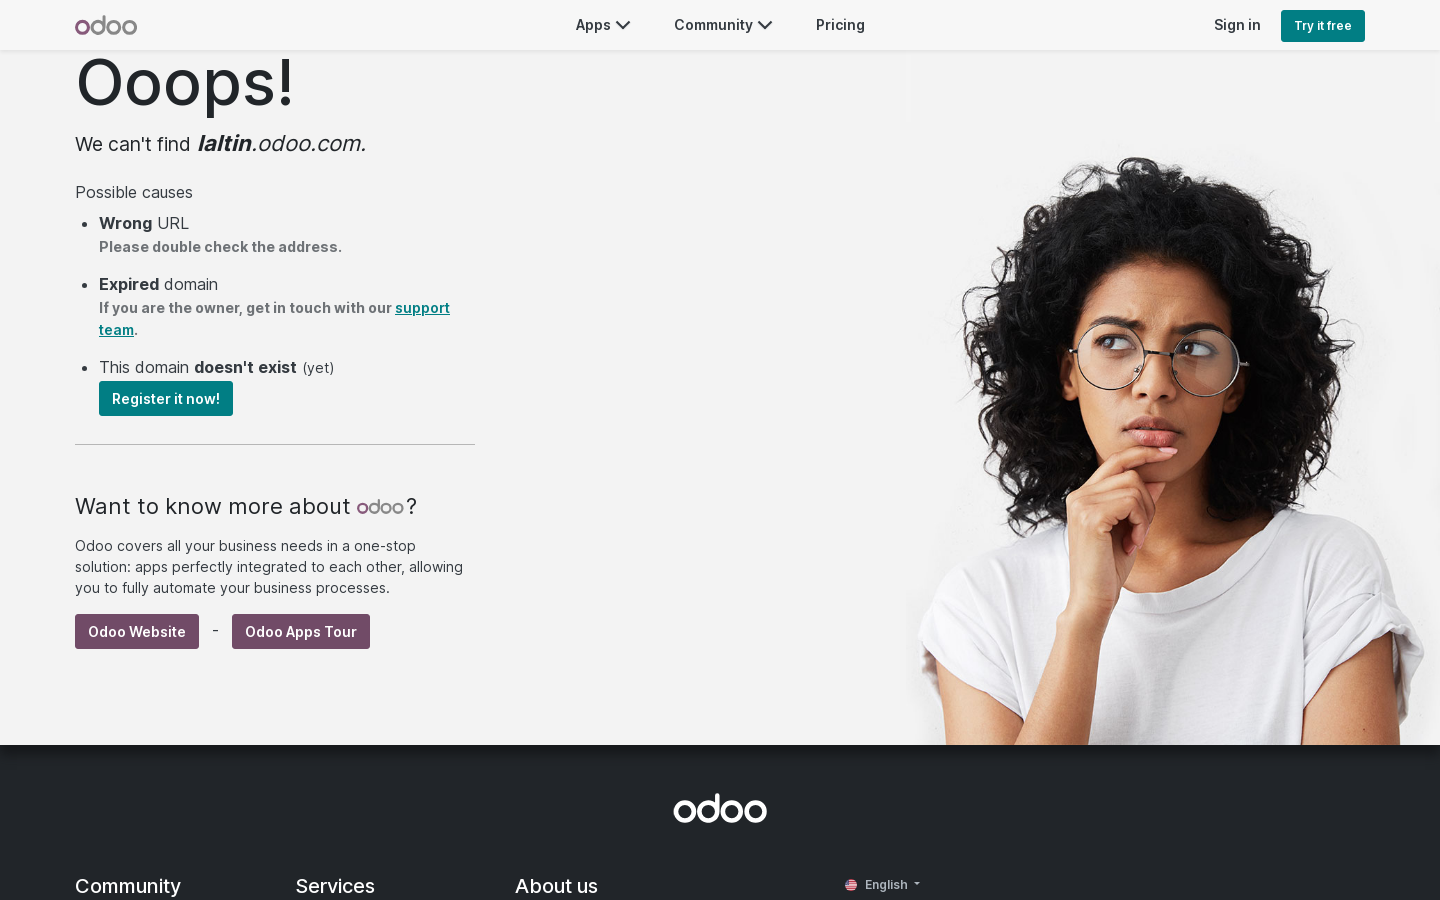 odoo
Apps
Community
Pricing
Sign in
Try it free
Ooops!
We can't find laltin.odoo.com.
Possible causes
• Wrong URL
Please double check the address.
• Expired domain
If you are the owner, get in touch with our support
team.
• This domain doesn't exist (yet)
Register it now!
Want to know more about odoo?
Odoo covers all your business needs in a one-stop
solution: apps perfectly integrated to each other, allowing
you to fully automate your business processes.
Odoo Website - Odoo Apps Tour
odoo
Community
Services
About us
English